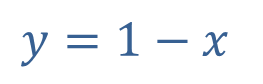 y = 1 − x